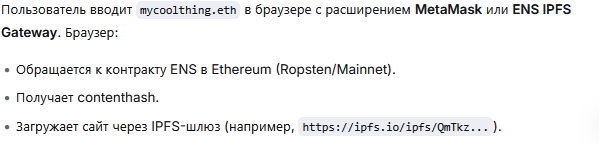 Пользователь вводит mycoolthing.eth в браузере с расширением MetaMask или ENS IPFS
Gateway. Браузер:
• Обращается к контракту ENS в Ethereum (Ropsten/Mainnet).
• Получает contenthash.
• Загружает сайт через IPFS-шлюз (например, https://ipfs.io/ipfs/QmTkz...).